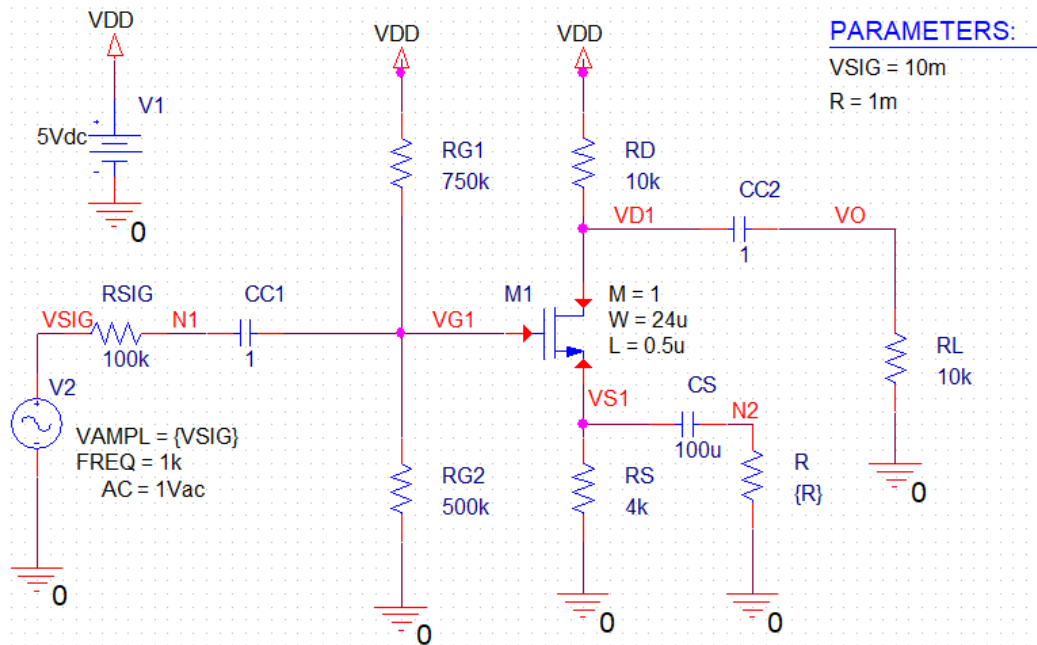 VDD
VDD
VDD
PARAMETERS:
VSIG = 10m
R = 1m
V1
5Vdc
+
-
0
RG1
750k
RD
10k
CC2
VD1
VO
1
RSIG
CC1
M1
M = 1
W = 24u
L = 0.5u
VSIG
N1
VG1
100k
1
RL
10k
V2
+
-
VS1
CS
N2
100u
VAMPL = {VSIG}
FREQ = 1k
AC = 1Vac
RG2
500k
RS
4k
R
{R}
0
0
0
0
0